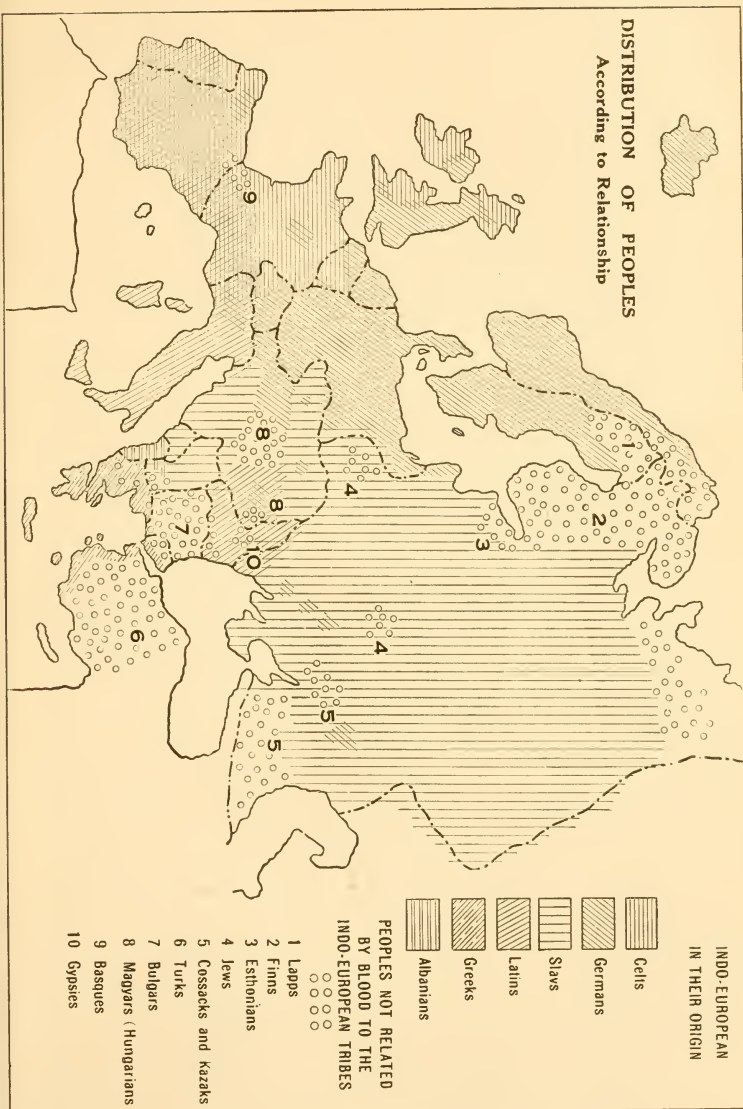 DISTRIBUTION OF PEOPLES
According to Relationship
INDO-EUROPEAN
IN THEIR ORIGIN
Celts
Germans
Slavs
Latins
Greeks
Albanians
PEOPLES NOT RELATED
BY BLOOD TO THE
INDO-EUROPEAN TRIBES
1 Lapps
2 Finns
3 Esthonians
4 Jews
5 Cossacks and Kazaks
6 Turks
7 Bulgars
8 Magyars (Hungarians
9 Basques
10 Gypsies
1
2
3
4
4
5
5
6
7
8
8
9
10